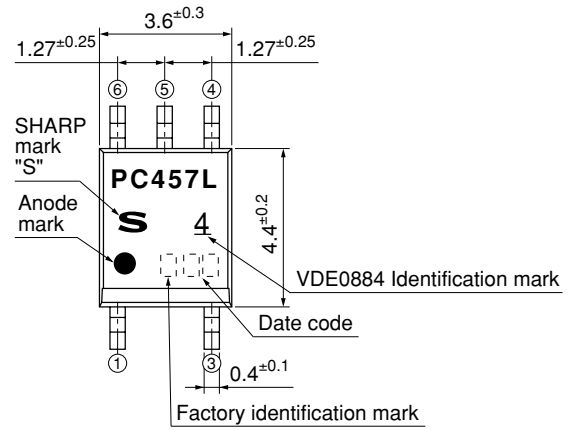 3.6±0.3
1.27±0.25
1.27±0.25
⑥ ⑤ ④
SHARP
mark
"S"
PC457L
Anode
mark
S
4
4.4±0.2
VDE0884 Identification mark
Date code
① ③
0.4±0.1
Factory identification mark